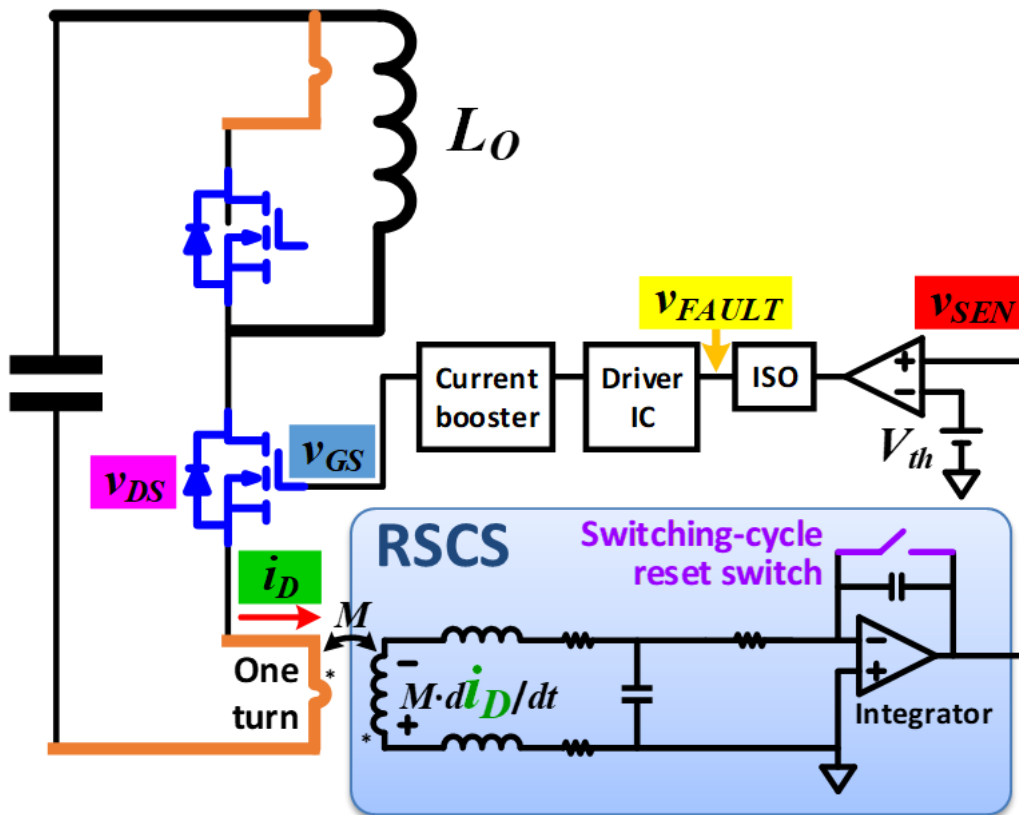 L_O
v_FAULT
v_SEN
Current
booster
Driver
IC
ISO
+
−
V_th
v_GS
v_DS
RSCS
Switching-cycle
reset switch
i_D
M
One
turn
*
−
M·di_D/dt
+
*
−
+
Integrator